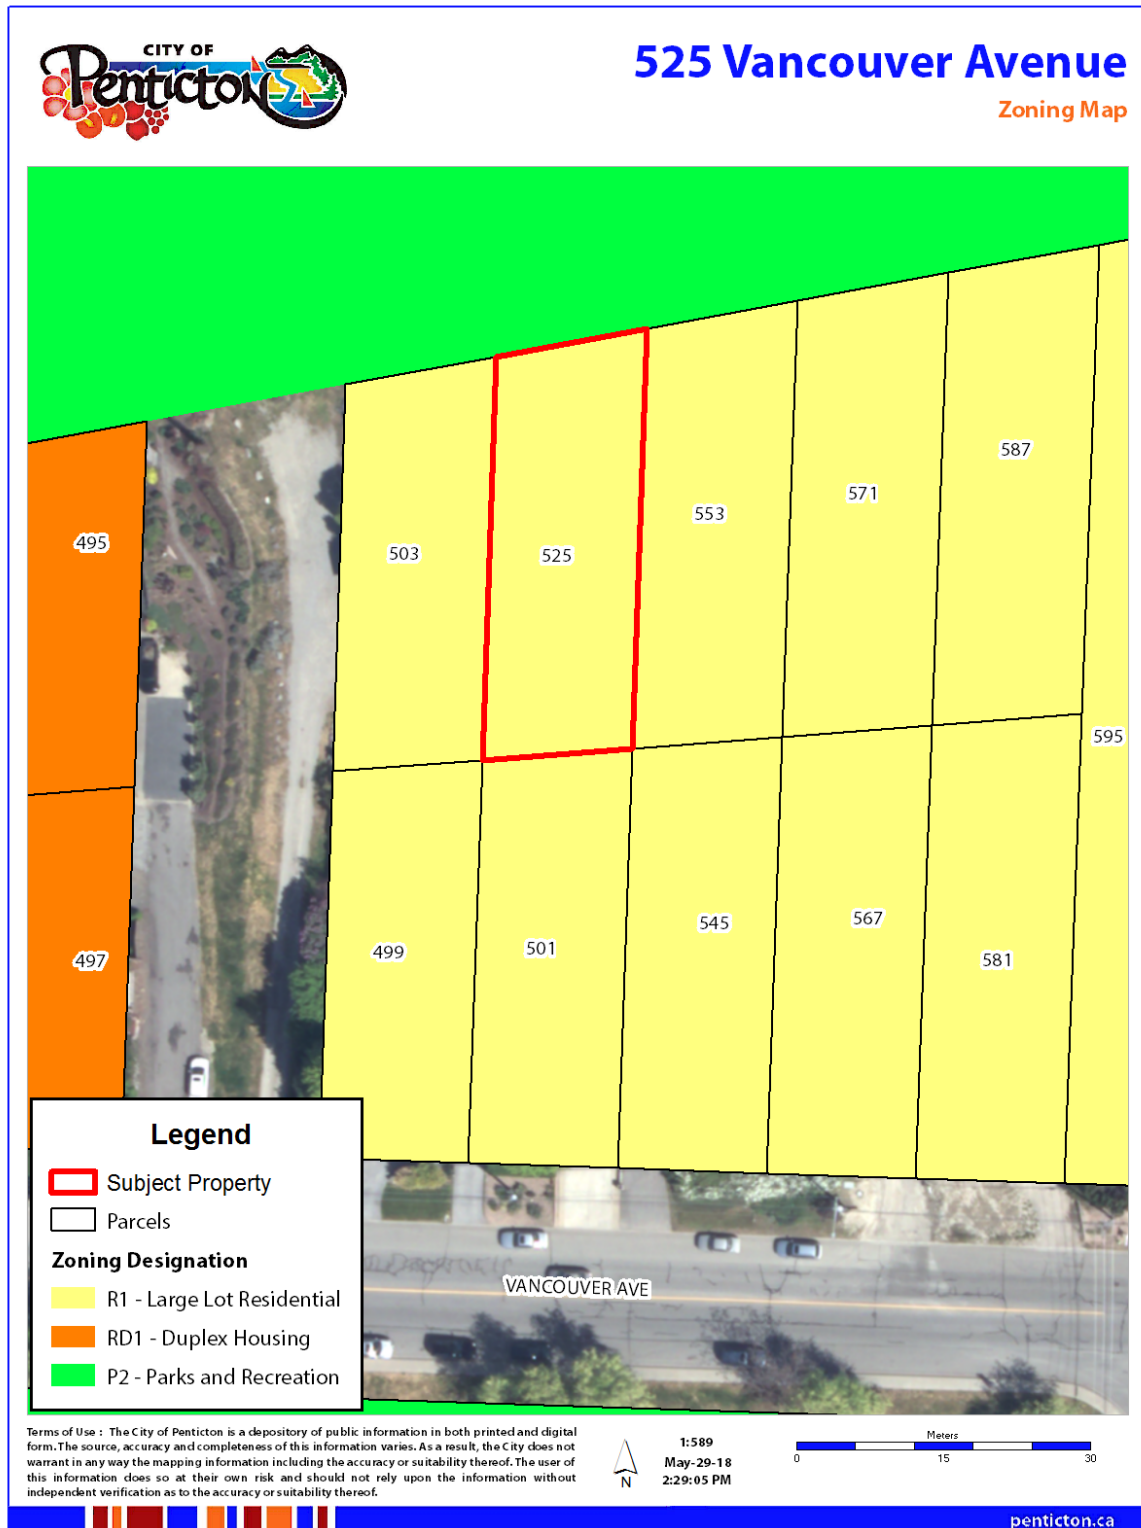 CITY OF
Penticton
525 Vancouver Avenue
Zoning Map
587
571
553
495
503
525
595
545
567
501
499
497
581
VANCOUVER AVE
Legend
Subject Property
Parcels
Zoning Designation
R1 - Large Lot Residential
RD1 - Duplex Housing
P2 - Parks and Recreation
Terms of Use : The City of Penticton is a depository of public information in both printed and digital
form. The source, accuracy and completeness of this information varies. As a result, the City does not
warrant in any way the mapping information including the accuracy or suitability thereof. The user of
this information does so at their own risk and should not rely upon the information without
independent verification as to the accuracy or suitability thereof.
N
1:589
May-29-18
2:29:05 PM
Meters
0 15 30
penticton.ca